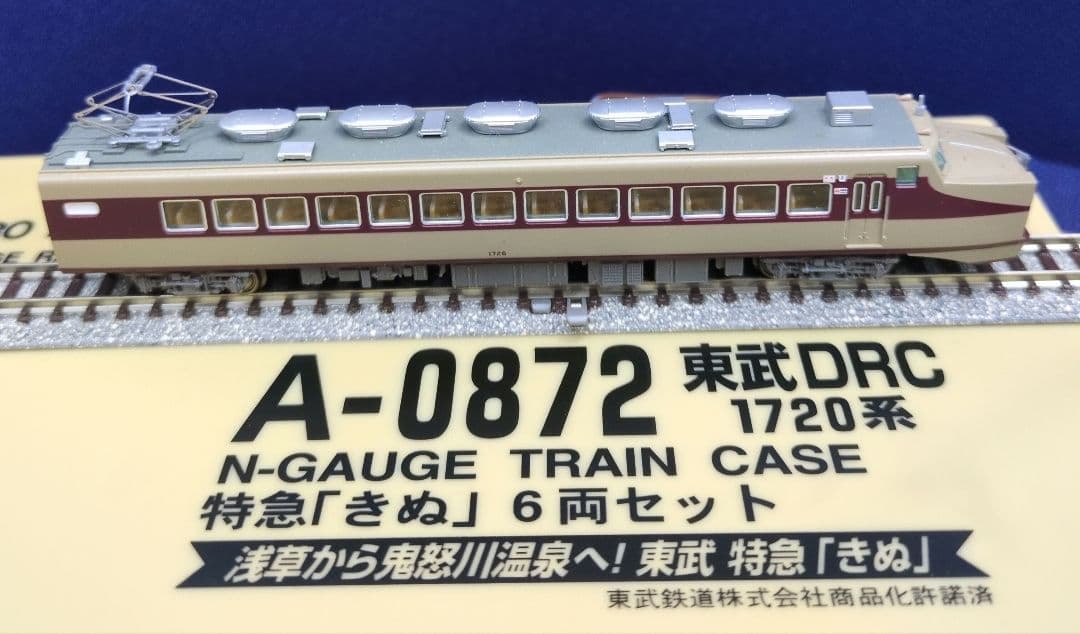 1726
A-0872 東武DRC
1720系
N-GAUGE TRAIN CASE
特急「きぬ」6両セット
浅草から鬼怒川温泉へ!東武 特急「きぬ」
東武鉄道株式会社商品化許諾済